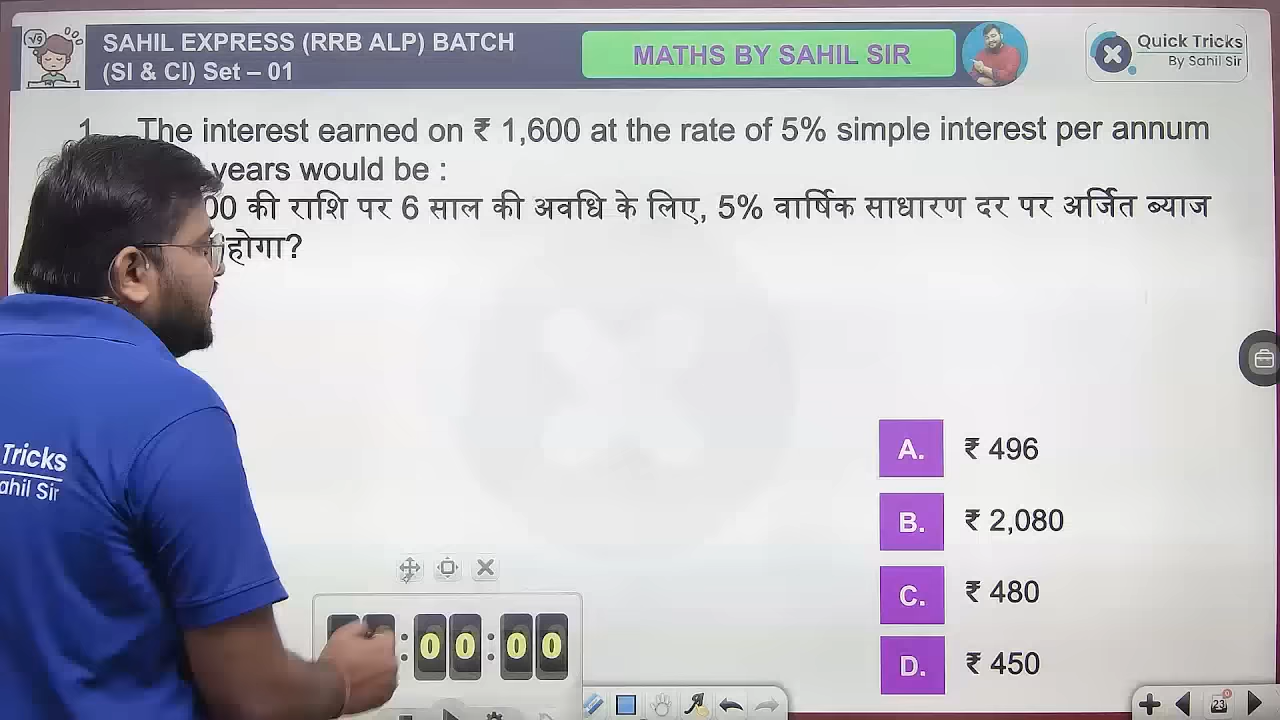 SAHIL EXPRESS (RRB ALP) BATCH
(SI & CI) Set – 01
MATHS BY SAHIL SIR
Quick Tricks
By Sahil Sir
The interest earned on ₹ 1,600 at the rate of 5% simple interest per annum
years would be :
00 की राशि पर 6 साल की अवधि के लिए, 5% वार्षिक साधारण दर पर अर्जित ब्याज
होगा?
A. ₹ 496
B. ₹ 2,080
C. ₹ 480
D. ₹ 450
Tricks
ahil Sir
:00:00
23